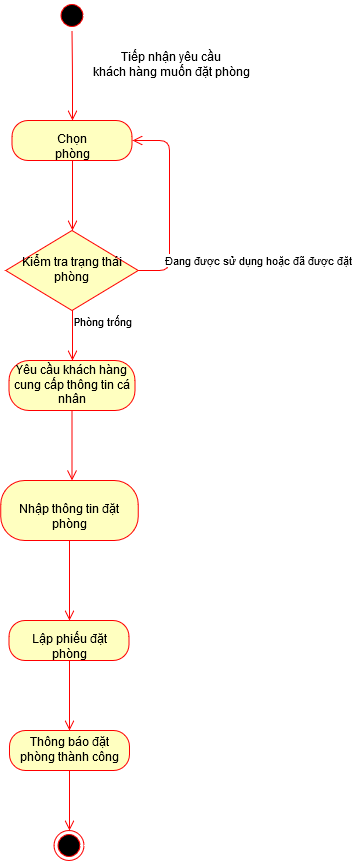 Tiếp nhận yêu cầu
khách hàng muốn đặt phòng
Chọn
phòng
Kiểm tra trạng thái
phòng
Đang được sử dụng hoặc đã được đặt
Phòng trống
Yêu cầu khách hàng
cung cấp thông tin cá
nhân
Nhập thông tin đặt
phòng
Lập phiếu đặt
phòng
Thông báo đặt
phòng thành công